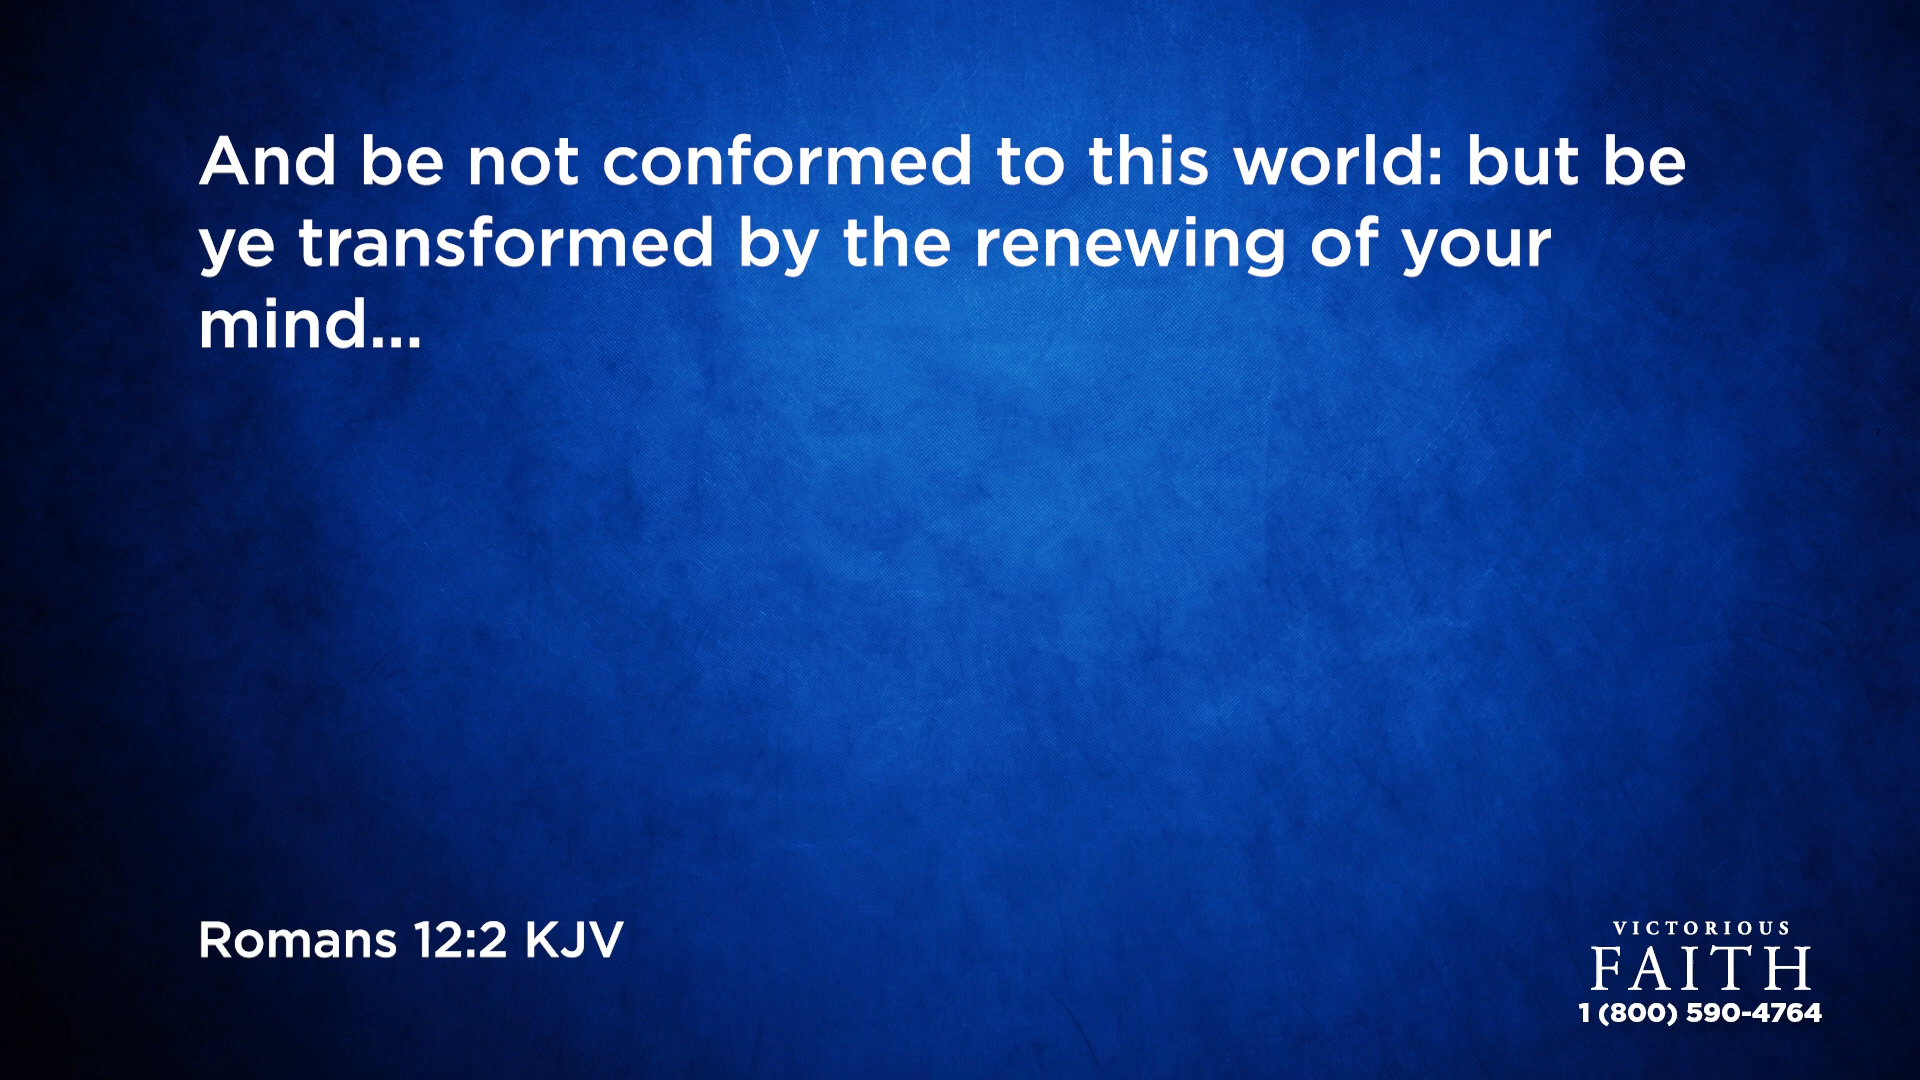 And be not conformed to this world: but be
ye transformed by the renewing of your
mind...
Romans 12:2 KJV
VICTORIOUS
FAITH
1 (800) 590-4764